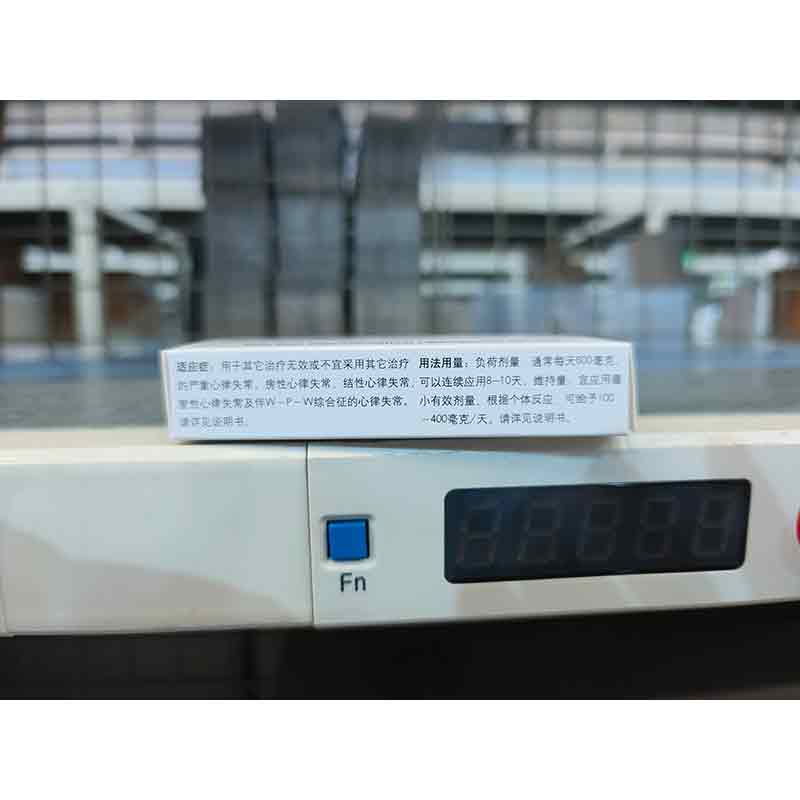 适应症：用于其它治疗无效或不宜采用其它治疗
的严重心律失常，房性心律失常，结性心律失常，
室性心律失常及伴W-P-W综合征的心律失常。
请详见说明书。
用法用量：负荷剂量 通常每天600毫克，
可以连续应用8-10天。维持量 宜应用最
小有效剂量。根据个体反应 可给予100
-400毫克/天。请详见说明书。
Fn